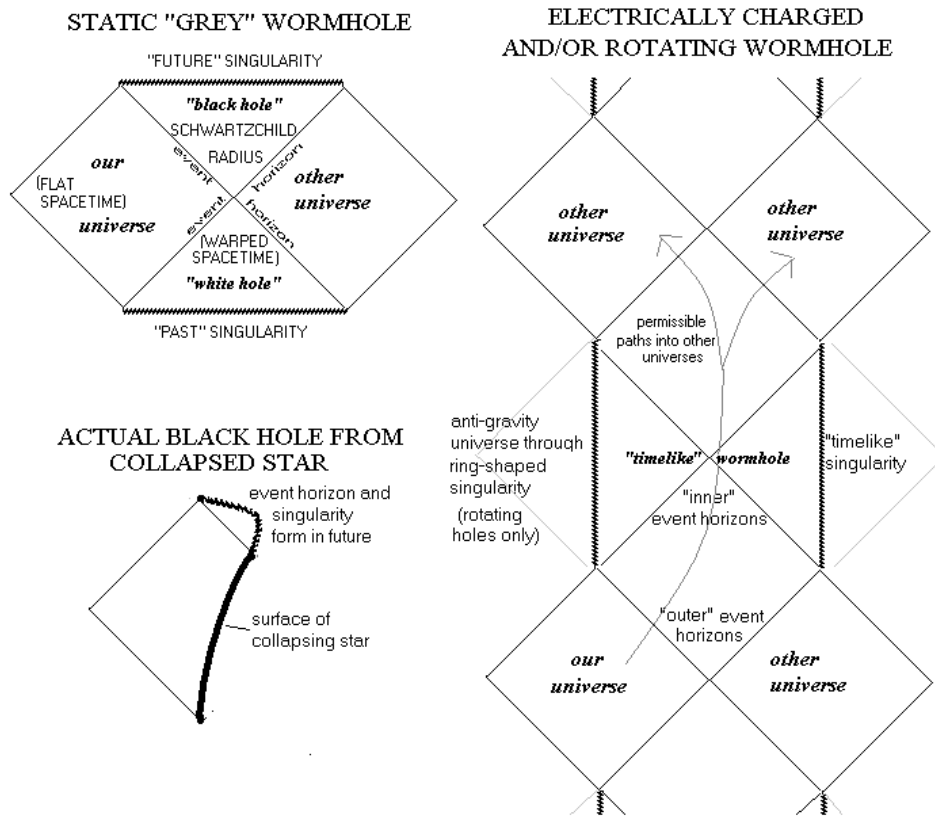 STATIC "GREY" WORMHOLE
"FUTURE" SINGULARITY
"black hole"
SCHWARTZCHILD
RADIUS
event
horizon
our
(FLAT
SPACETIME)
universe
other
universe
event
horizon
(WARPED
SPACETIME)
"white hole"
"PAST" SINGULARITY
ACTUAL BLACK HOLE FROM
COLLAPSED STAR
event horizon and
singularity
form in future
surface of
collapsing star
ELECTRICALLY CHARGED
AND/OR ROTATING WORMHOLE
other
universe
other
universe
permissible
paths into other
universes
anti-gravity
universe through
ring-shaped
singularity
(rotating
holes only)
"timelike" wormhole
"timelike"
singularity
"inner"
event horizons
"outer" event
horizons
our
universe
other
universe